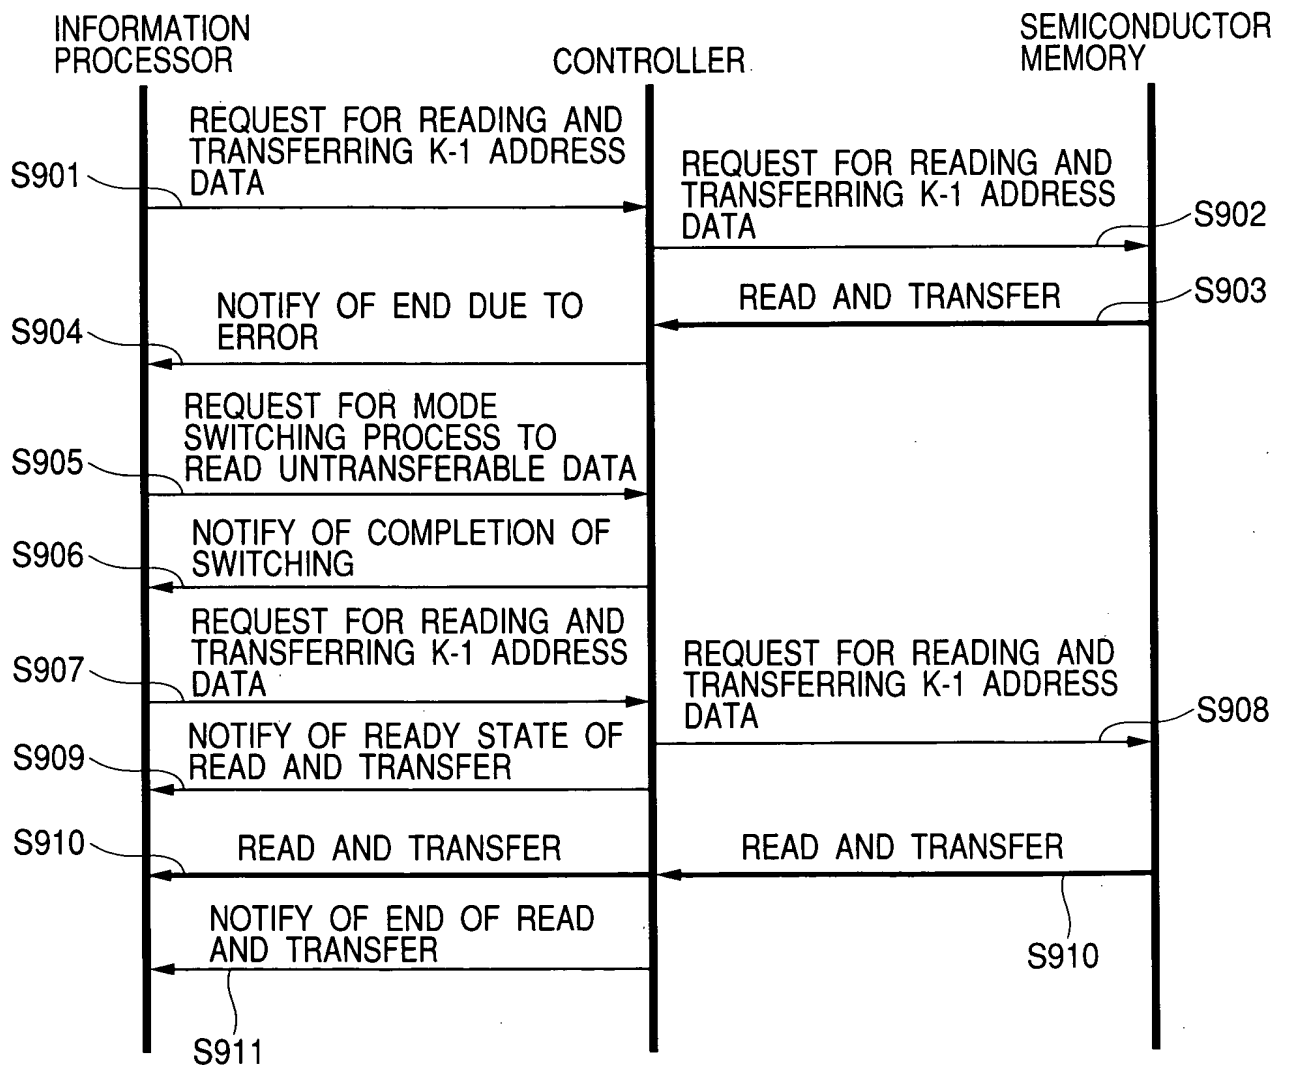 INFORMATION
PROCESSOR
CONTROLLER
SEMICONDUCTOR
MEMORY
REQUEST FOR READING AND
TRANSFERRING K-1 ADDRESS
DATA
S901
REQUEST FOR READING AND
TRANSFERRING K-1 ADDRESS
DATA
S902
READ AND TRANSFER
S903
NOTIFY OF END DUE TO
ERROR
S904
REQUEST FOR MODE
SWITCHING PROCESS TO
READ UNTRANSFERABLE DATA
S905
NOTIFY OF COMPLETION OF
SWITCHING
S906
REQUEST FOR READING AND
TRANSFERRING K-1 ADDRESS
DATA
S907
REQUEST FOR READING AND
TRANSFERRING K-1 ADDRESS
DATA
S908
NOTIFY OF READY STATE OF
READ AND TRANSFER
S909
READ AND TRANSFER
S910
READ AND TRANSFER
S910
NOTIFY OF END OF READ
AND TRANSFER
S911